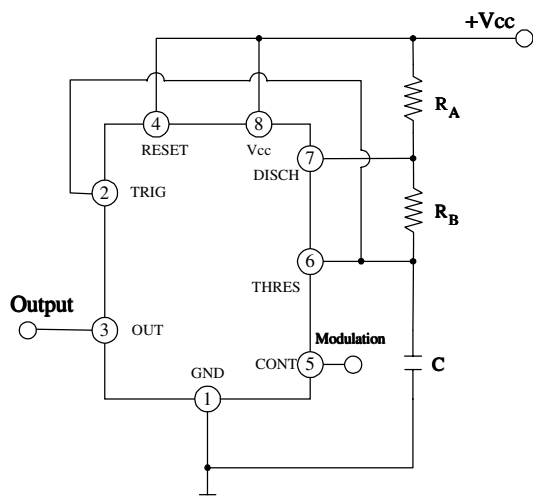 +Vcc
4
8
RA
RESET
Vcc
7
DISCH
2
TRIG
RB
6
THRES
Output
3
OUT
Modulation
CONT
5
C
GND
1